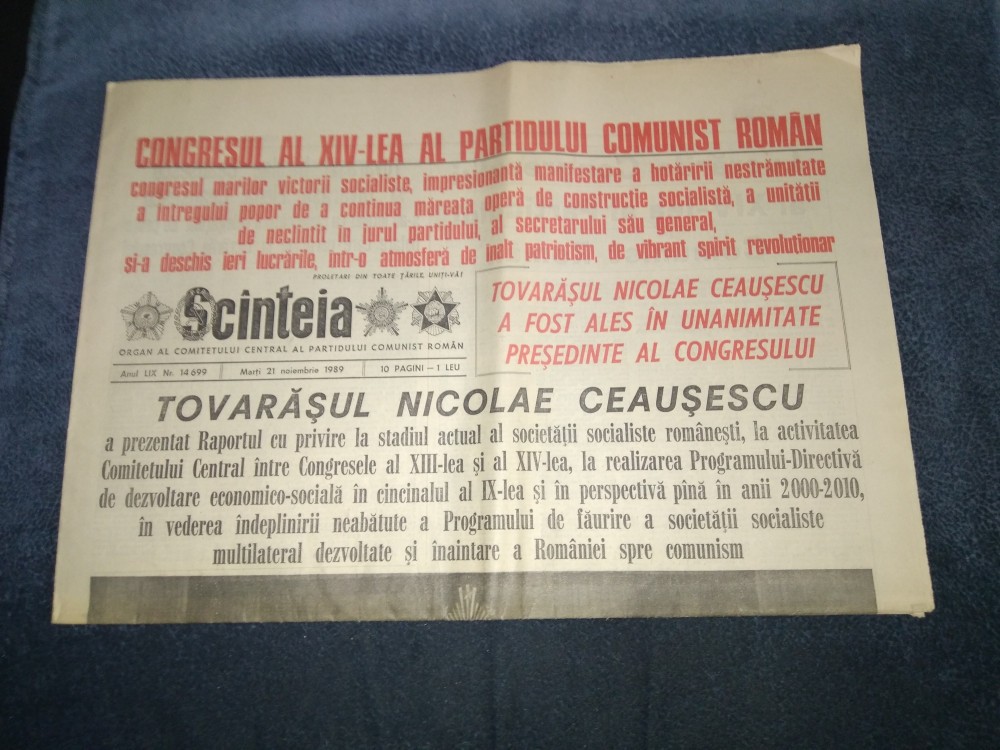 CONGRESUL AL XIV-LEA AL PARTIDULUI COMUNIST ROMÂN
congresul marilor victorii socialiste, impresionantă manifestare a hotărîrii nestrămutate
a întregului popor de a continua măreața operă de construcție socialistă, a unității
de neclintit în jurul partidului, al secretarului său general,
și-a deschis ieri lucrările, într-o atmosferă de înalt patriotism, de vibrant spirit revoluționar
PROLETARI DIN TOATE ȚĂRILE, UNIȚI-VĂ!
Scînteia
ORGAN AL COMITETULUI CENTRAL AL PARTIDULUI COMUNIST ROMÂN
Anul LIX Nr. 14 699 Marți 21 noiembrie 1989 10 PAGINI — 1 LEU
TOVARĂȘUL NICOLAE CEAUȘESCU
A FOST ALES ÎN UNANIMITATE
PREȘEDINTE AL CONGRESULUI
TOVARĂȘUL NICOLAE CEAUȘESCU
a prezentat Raportul cu privire la stadiul actual al societății socialiste românești, la activitatea
Comitetului Central între Congresele al XIII-lea și al XIV-lea, la realizarea Programului-Directivă
de dezvoltare economico-socială în cincinalul al IX-lea și în perspectivă pînă în anii 2000-2010,
în vederea îndeplinirii neabătute a Programului de făurire a societății socialiste
multilateral dezvoltate și înaintare a României spre comunism